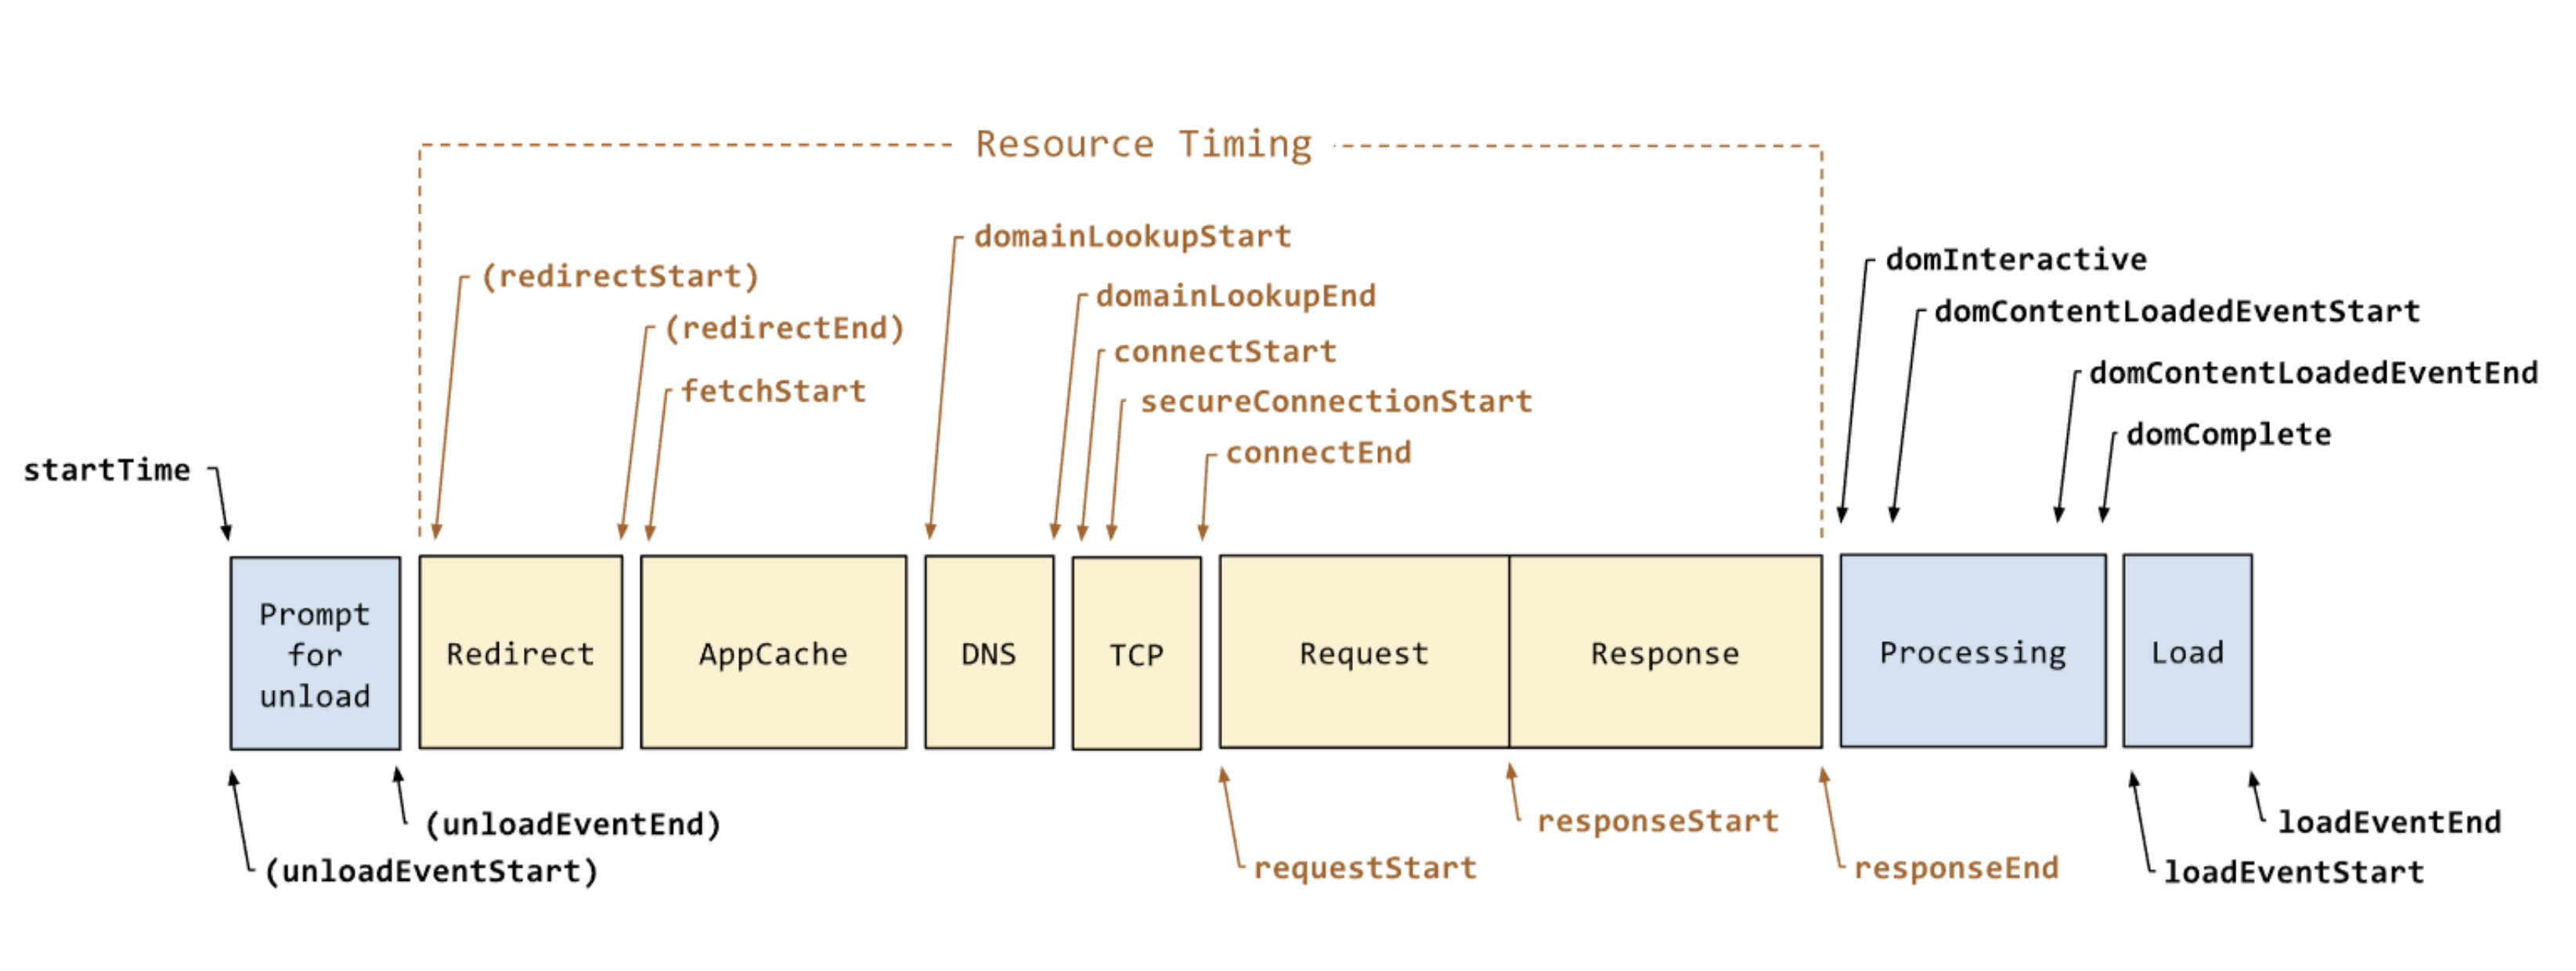 Resource Timing
domainLookupStart
domInteractive
(redirectStart)
domainLookupEnd
domContentLoadedEventStart
(redirectEnd)
connectStart
domContentLoadedEventEnd
fetchStart
secureConnectionStart
domComplete
connectEnd
startTime
Prompt
for
unload
Redirect
AppCache
DNS
TCP
Request
Response
Processing
Load
(unloadEventEnd)
responseStart
loadEventEnd
(unloadEventStart)
requestStart
responseEnd
loadEventStart